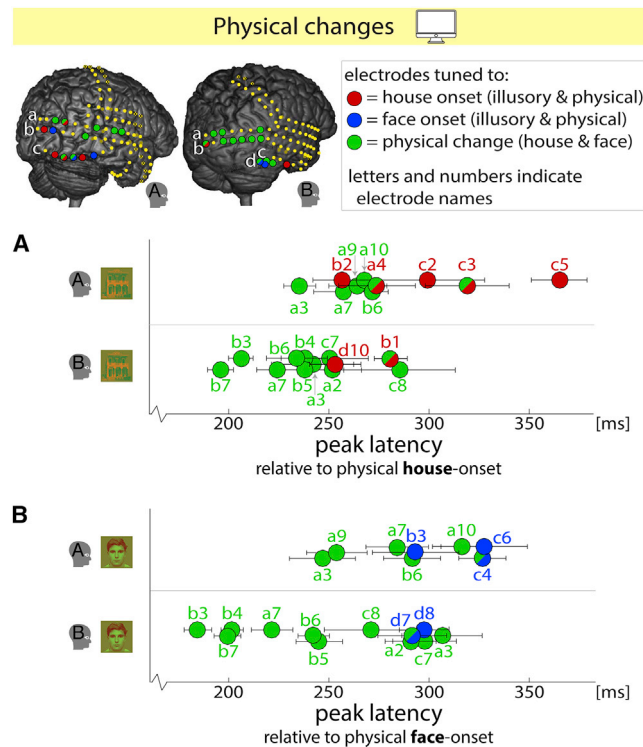 Physical changes
electrodes tuned to:
= house onset (illusory & physical)
= face onset (illusory & physical)
= physical change (house & face)
letters and numbers indicate
electrode names
a
b
c
A
a
b
c
d
B
A
a9 a10
b2 a4 c2 c3 c5
A
a3 a7 b6
b3 b6 b4 c7 d10 b1
B
b7 a7 b5 a3 a2 c8
200 250 300 350 [ms]
peak latency
relative to physical house-onset
B
a9 a7 b3 a10 c6
A
a3 b6 c4
b3 b4 a7 b6 c8 d7 d8
B
b7 b5 a2 c7 a3
200 250 300 350 [ms]
peak latency
relative to physical face-onset